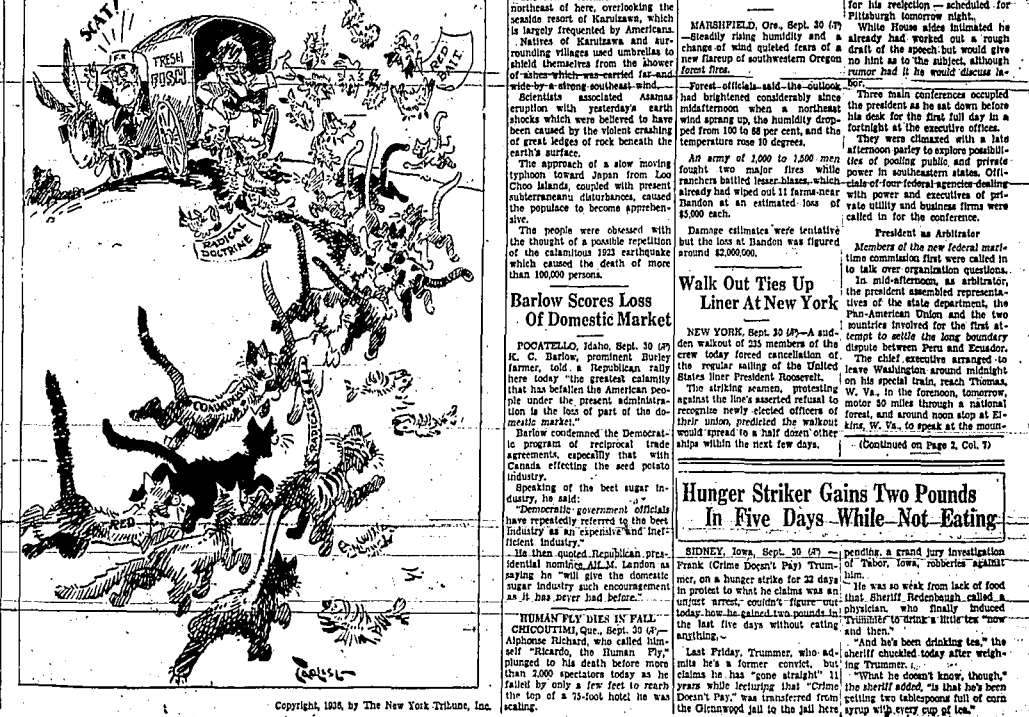 SCAT!
F.R.
FRESH
BOSCH
RED
BAIT
RADICAL
DOCTRINE
COMMUNIST
RADICALS
RED
Copyright, 1936, by The New York Tribune, Inc.
northeast of here, overlooking the
seaside resort of Karuizawa, which
is largely frequented by Americans.
Natives of Karuizawa and sur-
rounding villages used umbrellas to
shield themselves from the shower
of ashes which was carried far and
wide by a strong southeast wind.
Scientists associated Asamas
eruption with yesterday's earth
shocks which were believed to have
been caused by the violent crashing
of great ledges of rock beneath the
earth's surface.
The approach of a slow moving
typhoon toward Japan from Loo
Choo islands, coupled with present
subterraneanu disturbances, caused
the populace to become apprehen-
sive.
The people were obsessed with
the thought of a possible repetition
of the calamitous 1923 earthquake
which caused the death of more
than 100,000 persons.
Barlow Scores Loss
Of Domestic Market
POCATELLO, Idaho, Sept. 30 (AP)
K. C. Barlow, prominent Burley
farmer, told a Republican rally
here today "the greatest calamity
that has befallen the American peo-
ple under the present administra-
tion is the loss of part of the do-
mestic market."
Barlow condemned the Democrat-
ic program of reciprocal trade
agreements, especially that with
Canada effecting the seed potato
industry.
Speaking of the beet sugar in-
dustry, he said:
"Democratic government officials
have repeatedly referred to the beet
industry as an expensive and inef-
ficient industry."
He then quoted Republican pres-
idential nominee Alf M. Landon as
saying he "will give the domestic
sugar industry such encouragement
as it has never had before."
HUMAN FLY DIES IN FALL
CHICOUTIMI, Que., Sept. 30 (AP)—
Alphonse Richard, who called him-
self "Ricardo, the Human Fly,"
plunged to his death before more
than 2,000 spectators today as he
failed by only a few feet to reach
the top of a 75-foot hotel he was
scaling.
MARSHFIELD, Ore., Sept. 30 (AP)
—Steadily rising humidity and a
change of wind quieted fears of a
new flareup of southwestern Oregon
forest fires.
Forest officials said the outlook
had brightened considerably since
midafternoon when a northeast
wind sprang up, the humidity drop-
ped from 100 to 68 per cent, and the
temperature rose 10 degrees.
An army of 1,000 to 1,500 men
fought two major fires while
ranchers battled lesser blazes, which
already had wiped out 11 farms near
Bandon at an estimated loss of
$5,000 each.
Damage estimates were tentative
but the loss at Bandon was figured
around $2,000,000.
Walk Out Ties Up
Liner At New York
NEW YORK, Sept. 30 (AP)—A sud-
den walkout of 235 members of the
crew today forced cancellation of
the regular sailing of the United
States liner President Roosevelt.
The striking seamen, protesting
against the line's asserted refusal to
recognize newly elected officers of
their union, predicted the walkout
would spread to a half dozen other
ships within the next few days.
for his reelection — scheduled for
Pittsburgh tomorrow night.
White House aides intimated he
already had worked out a rough
draft of the speech but would give
no hint as to the subject, although
rumor had it he would discuss la-
bor.
Three main conferences occupied
the president as he sat down before
his desk for the first full day in a
fortnight at the executive offices.
They were climaxed with a late
afternoon parley to explore possibili-
ties of pooling public and private
power in southeastern states. Offi-
cials of four federal agencies dealing
with power and executives of pri-
vate utility and business firms were
called in for the conference.
President as Arbitrator
Members of the new federal mari-
time commission first were called in
to talk over organization questions.
In mid-afternoon, as arbitrator,
the president assembled representa-
tives of the state department, the
Pan-American Union and the two
countries involved for the first at-
tempt to settle the long boundary
dispute between Peru and Ecuador.
The chief executive arranged to
leave Washington around midnight
on his special train, reach Thomas,
W. Va., in the forenoon, tomorrow,
motor 50 miles through a national
forest, and around noon stop at El-
kins, W. Va., to speak at the moun-
(Continued on Page 2, Col. 7)
Hunger Striker Gains Two Pounds
In Five Days While Not Eating
SIDNEY, Iowa, Sept. 30 (AP) —
Frank (Crime Doesn't Pay) Trum-
mer, on a hunger strike for 22 days
in protest to what he claims was an
unjust arrest, couldn't figure out
today how he gained two pounds in
the last five days without eating
anything.
Last Friday, Trummer, who ad-
mits he's a former convict, but
claims he has "gone straight" 11
years while lecturing that "Crime
Doesn't Pay," was transferred from
the Glennwood jail to the jail here
pending a grand jury investigation
of Tabor, Iowa, robberies against
him.
He was so weak from lack of food
that Sheriff Redenbaugh called a
physician, who finally induced
Trummer to drink a little tea "now
and then."
"And he's been drinking tea," the
sheriff chuckled today after weigh-
ing Trummer.
"What he doesn't know, though,"
the sheriff added, "is that he's been
getting two tablespoons full of corn
syrup with every cup of tea."